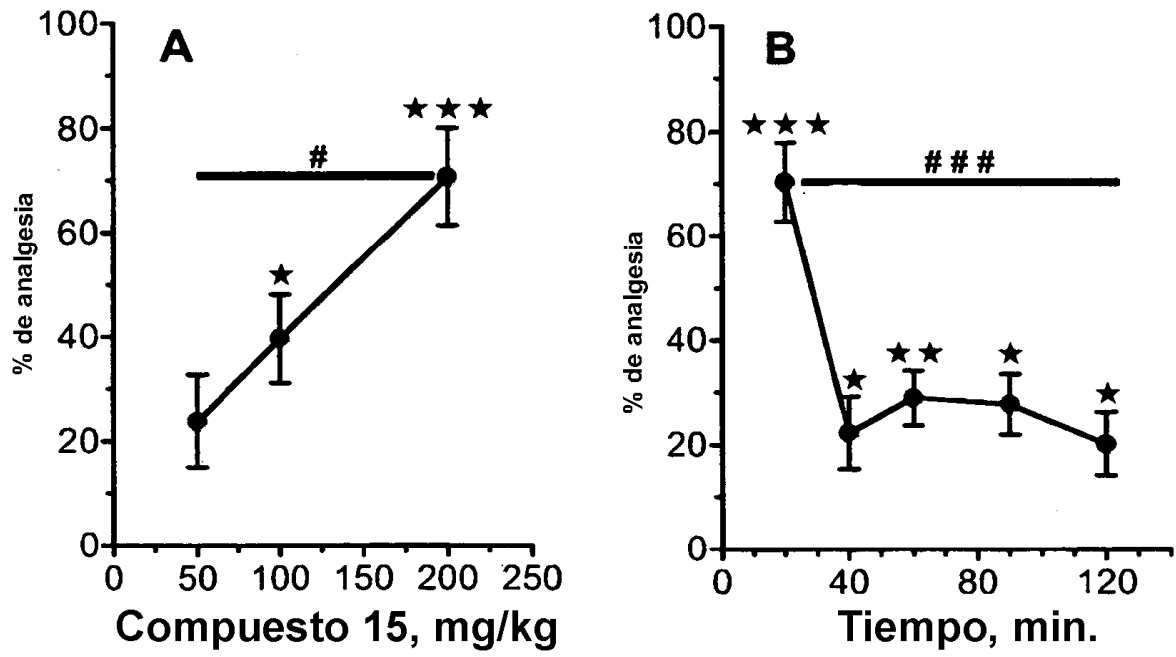 A
% de analgesia
100
80
60
40
20
0
★ ★ ★
#
★
0 50 100 150 200 250
Compuesto 15, mg/kg
B
% de analgesia
100
80
60
40
20
0
★ ★ ★
# # #
★
★ ★
★
★
0 40 80 120
Tiempo, min.